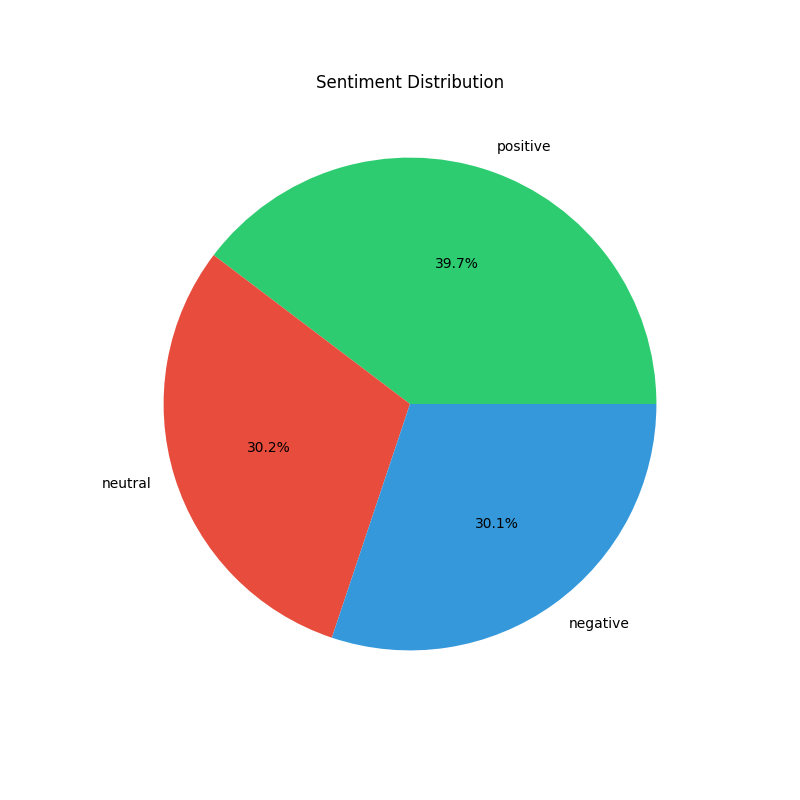 Sentiment Distribution
positive
39.7%
30.2%
neutral
30.1%
negative